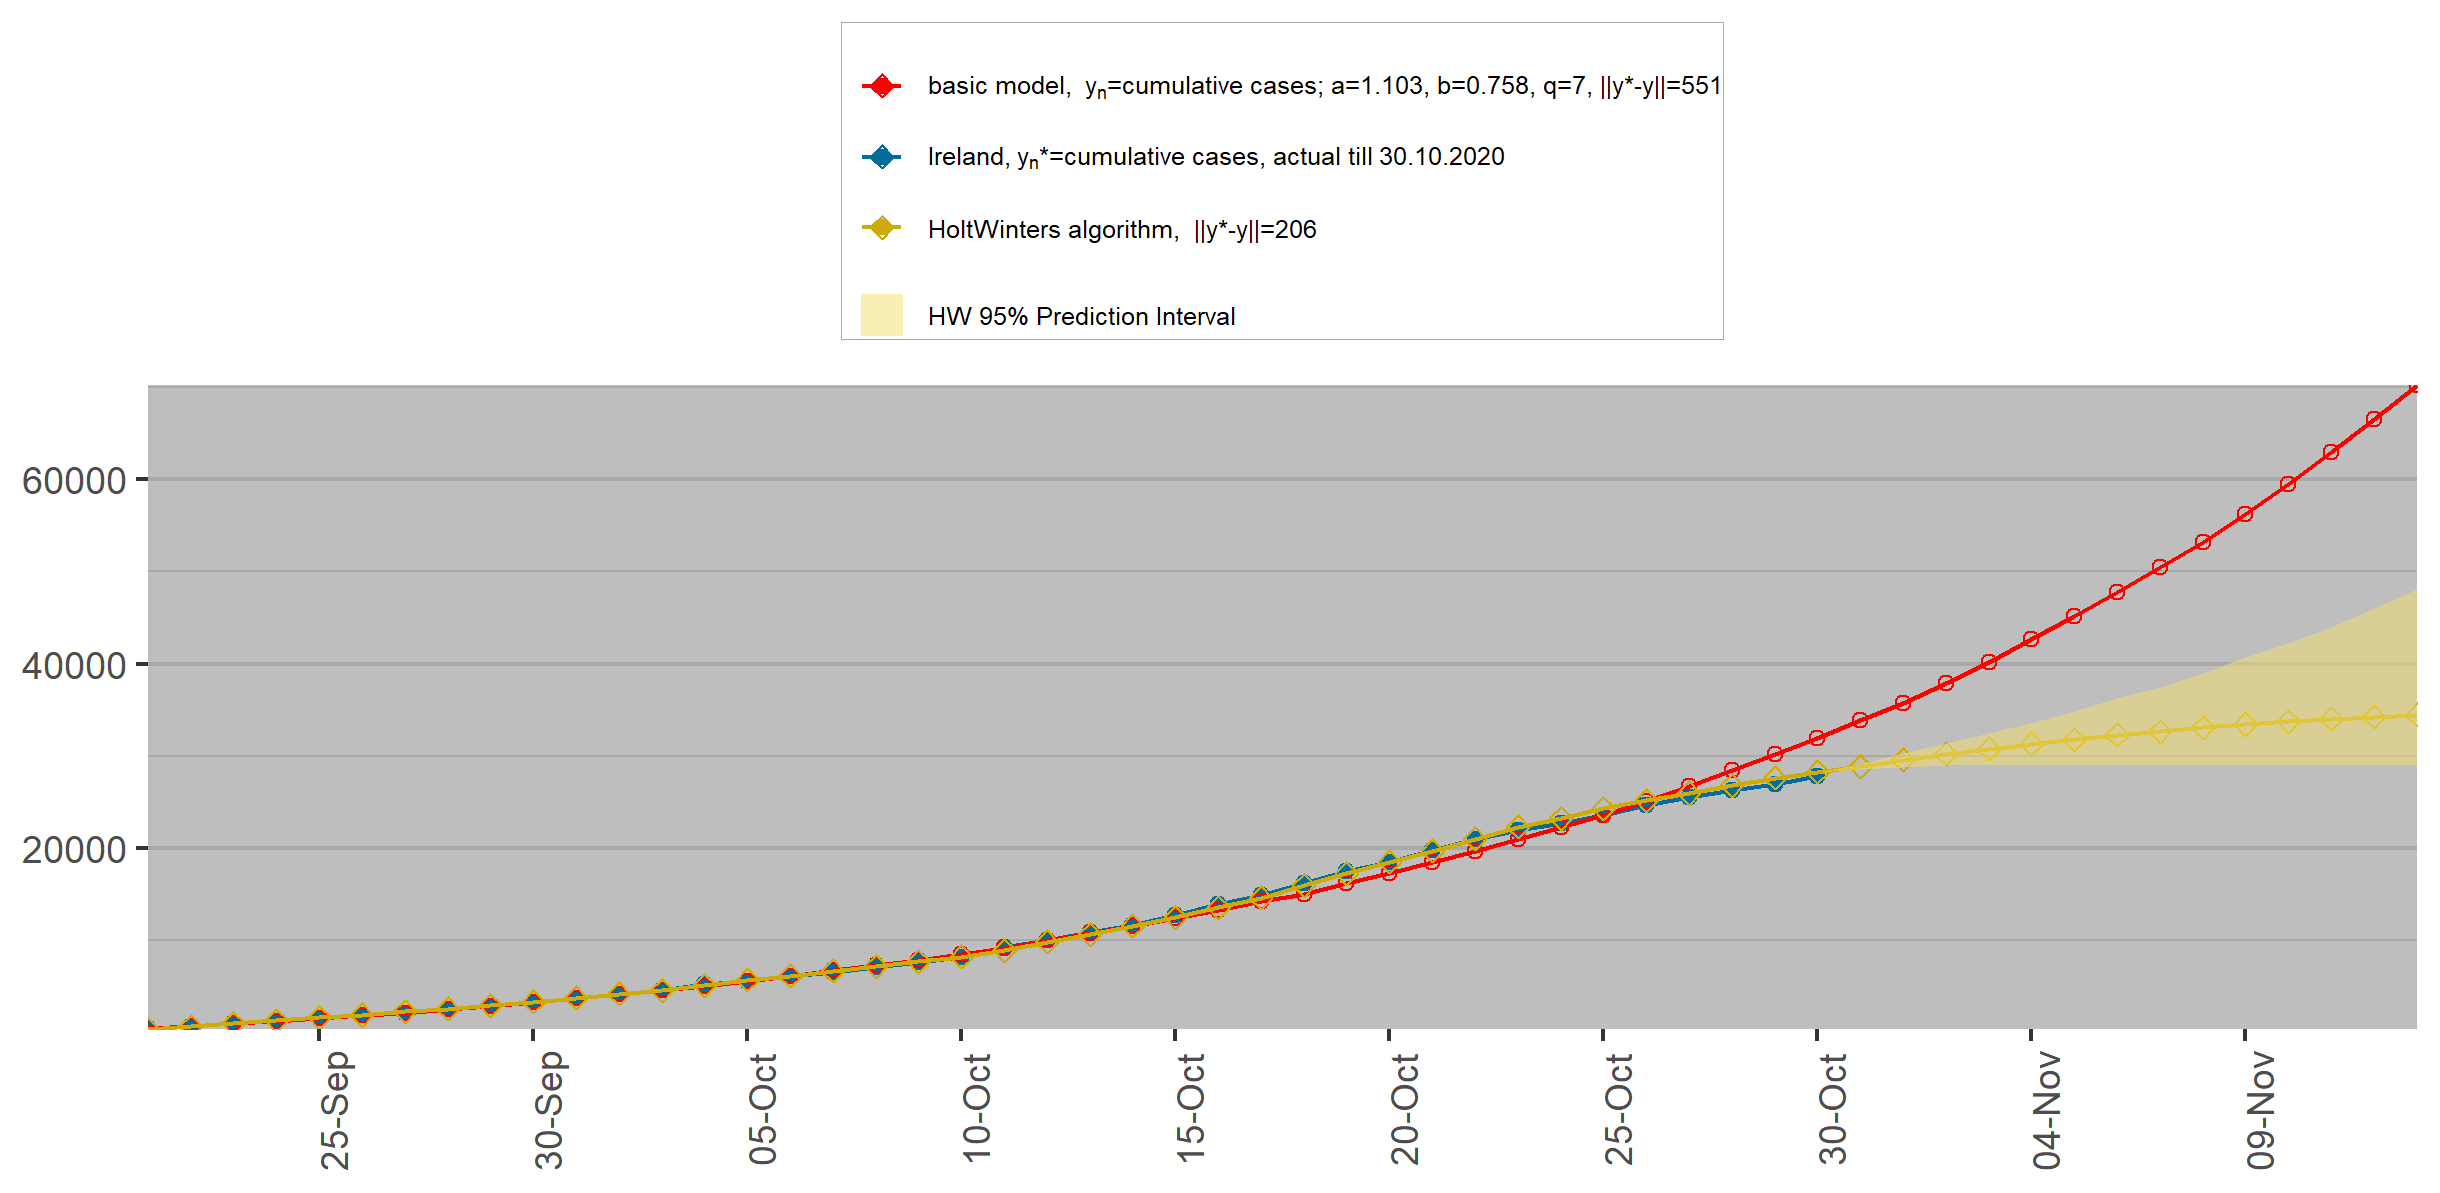 basic model,  yₙ=cumulative cases; a=1.103, b=0.758, q=7, ||y*-y||=551
Ireland, yₙ*=cumulative cases, actual till 30.10.2020
HoltWinters algorithm,  ||y*-y||=206
HW 95% Prediction Interval
60000
40000
20000
25-Sep
30-Sep
05-Oct
10-Oct
15-Oct
20-Oct
25-Oct
30-Oct
04-Nov
09-Nov